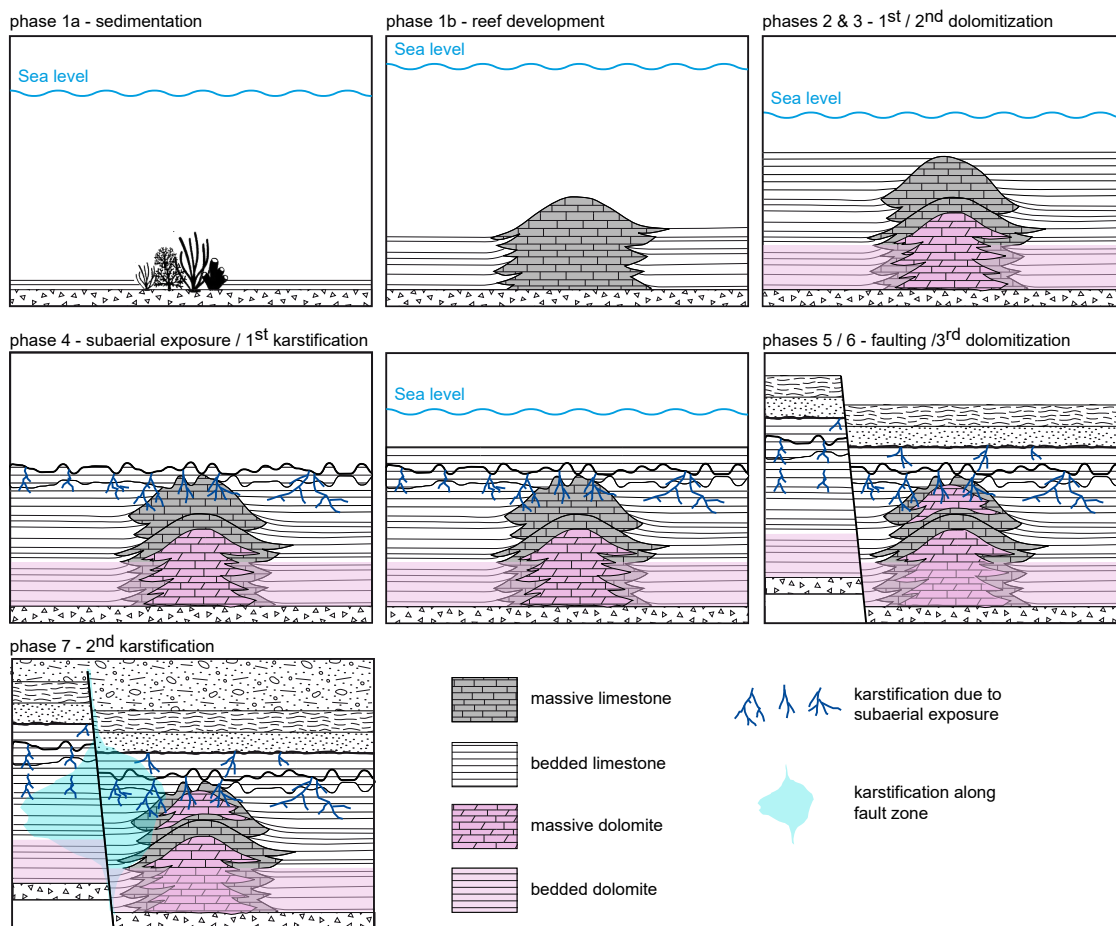 phase 1a - sedimentation
phase 1b - reef development
phases 2 & 3 - 1st / 2nd dolomitization
Sea level
Sea level
Sea level
phase 4 - subaerial exposure / 1st karstification
phases 5 / 6 - faulting /3rd dolomitization
Sea level
phase 7 - 2nd karstification
massive limestone
bedded limestone
massive dolomite
bedded dolomite
karstification due to
subaerial exposure
karstification along
fault zone